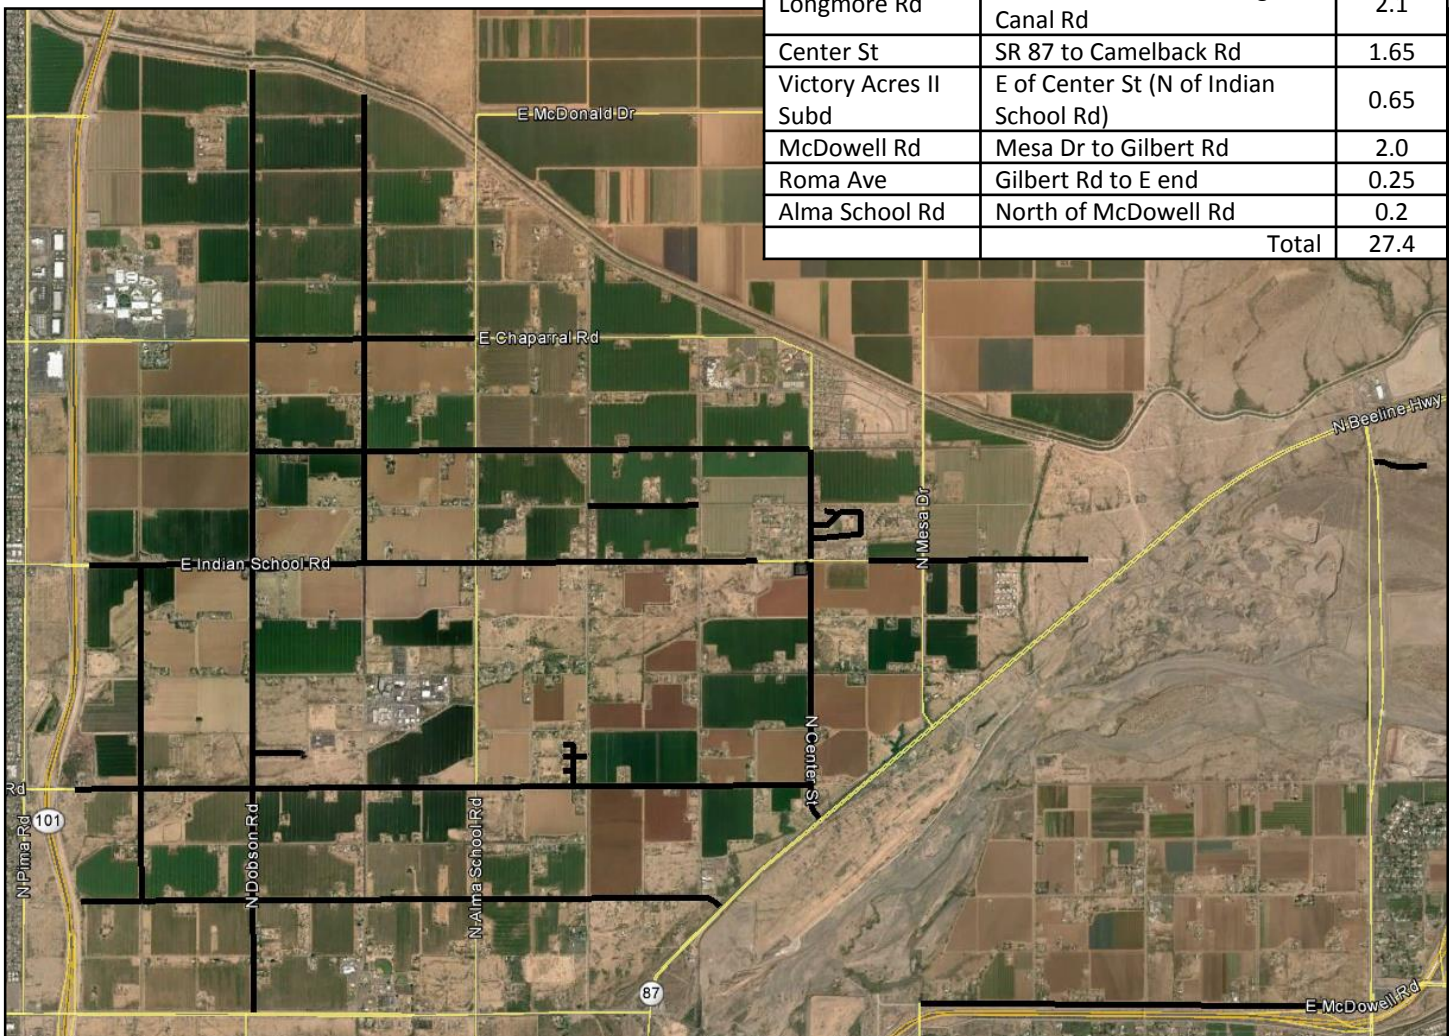 Longmore Rd
Canal Rd
2.1
Center St
SR 87 to Camelback Rd
1.65
Victory Acres II
Subd
E of Center St (N of Indian
School Rd)
0.65
McDowell Rd
Mesa Dr to Gilbert Rd
2.0
Roma Ave
Gilbert Rd to E end
0.25
Alma School Rd
North of McDowell Rd
0.2
Total
27.4
E McDonald Dr
E Chaparral Rd
N Beeline Hwy
N Mesa Dr
E Indian School Rd
N Center St
Rd
101
N Pima Rd
N Dobson Rd
N Alma School Rd
87
E McDowell Rd